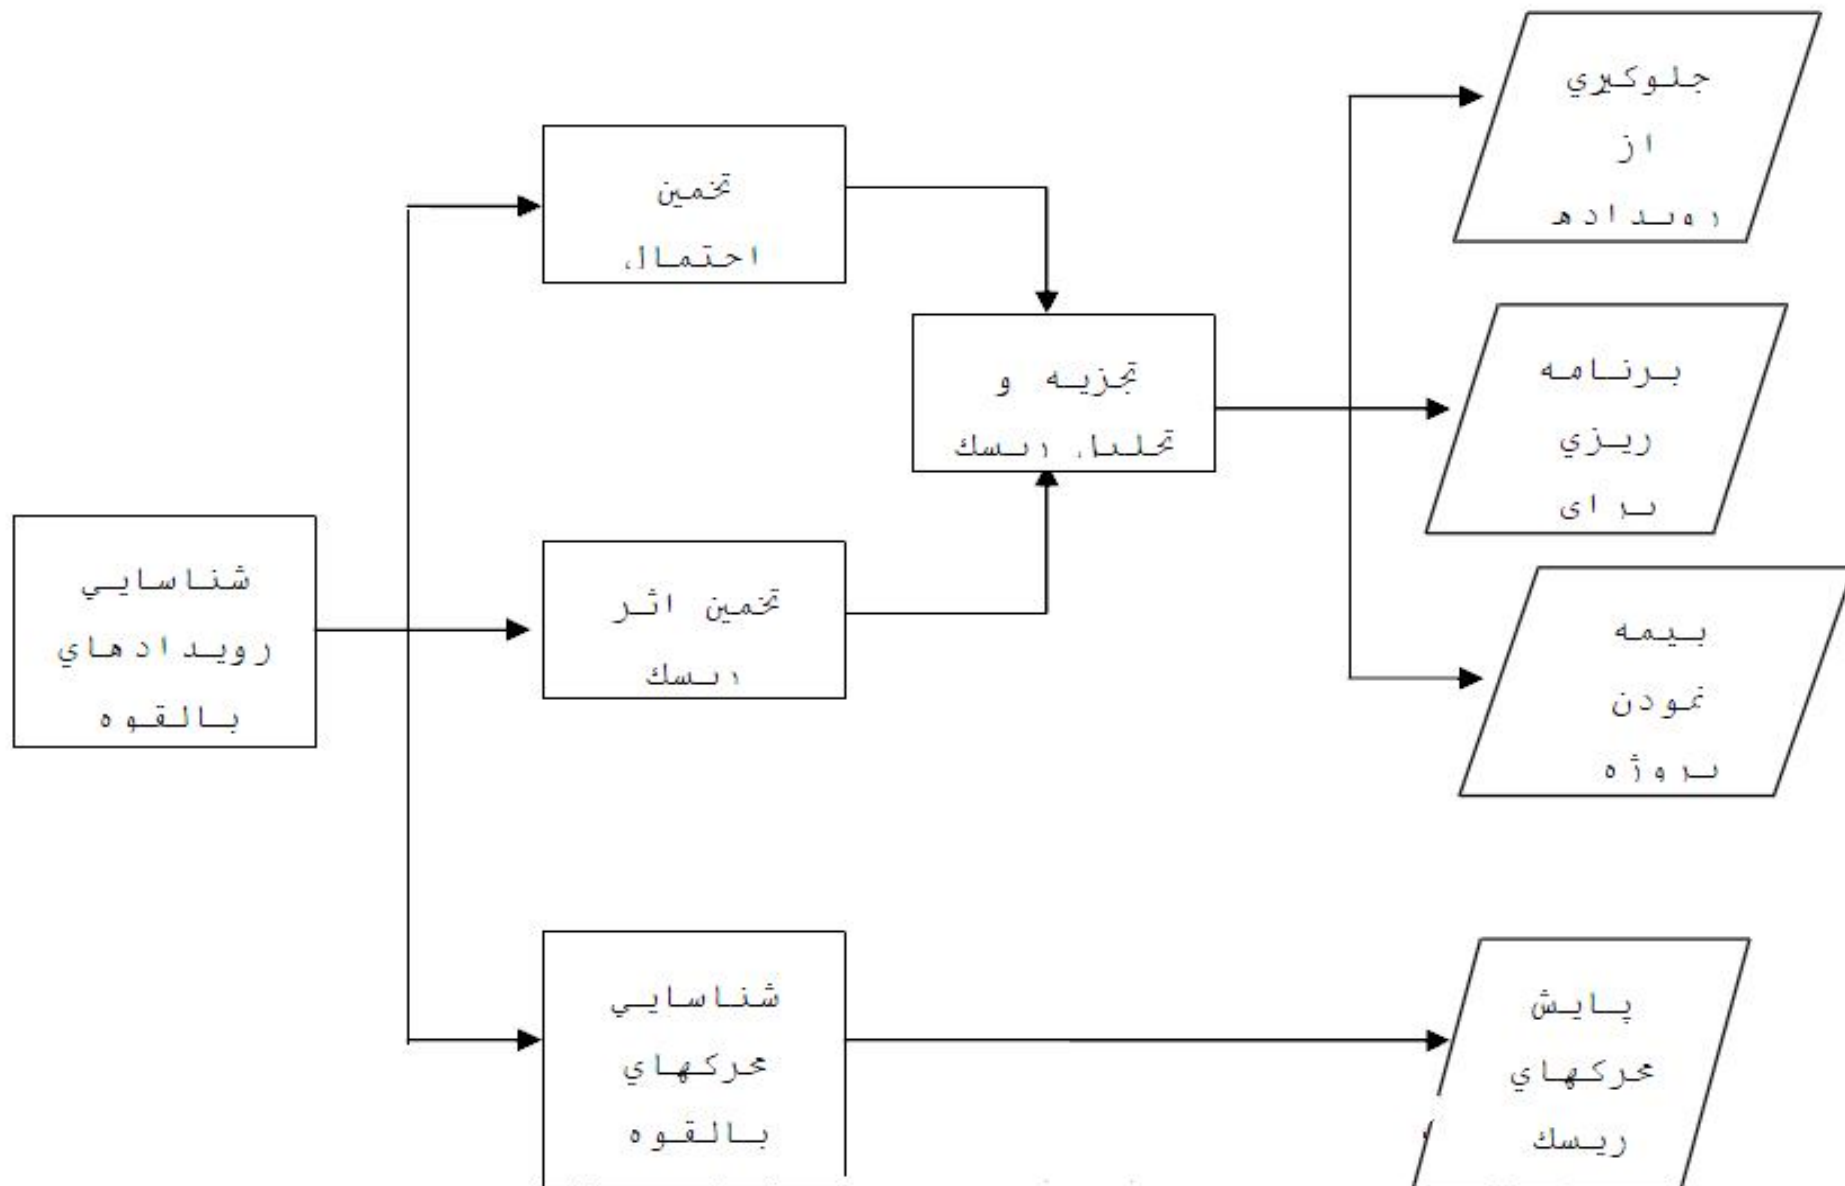 شناسايي
رويدادهاي
بالقوه
تخمين
احتمال
تخمين اثر
ريسك
شناسايي
محركهاي
بالقوه
تجزيه و
تحليل ريسك
جلوكيري
از
رويداده
برنامه
ريزي
براي
بيمه
نمودن
پروژه
پايش
محركهاي
ريسك